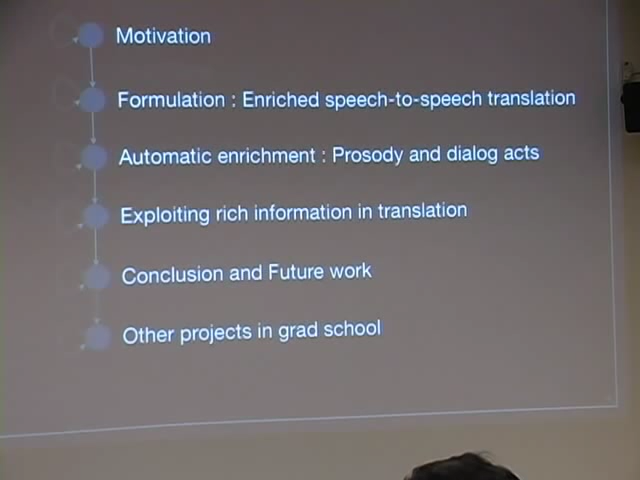 Motivation
Formulation : Enriched speech-to-speech translation
Automatic enrichment : Prosody and dialog acts
Exploiting rich information in translation
Conclusion and Future work
Other projects in grad school